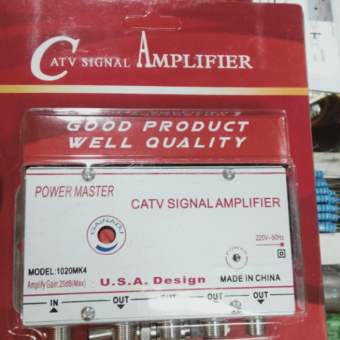 CATV SIGNAL AMPLIFIER
GOOD PRODUCT
WELL QUALITY
POWER MASTER
CATV SIGNAL AMPLIFIER
220V~50Hz
MODEL:1020MK4
Amplify Gain:20dB(Max)
U.S.A. Design
MADE IN CHINA
IN OUT OUT OUT OUT